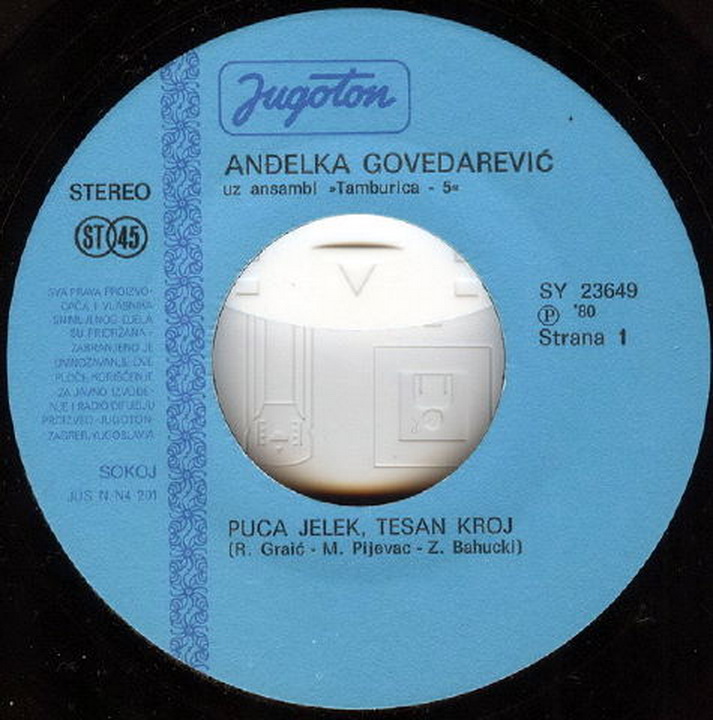 Jugoton
ANĐELKA GOVEDAREVIĆ
uz ansambl »Tamburica - 5«
STEREO
ST 45
SVA PRAVA PROIZVO-
ĐAČA I VLASNIKA
SNIMLJENOG DJELA
SU PRIDRŽANA -
ZABRANJENO JE
UMNOŽAVANJE OVE
PLOČE KORIŠĆENJE
ZA JAVNO IZVOĐE-
NJE I RADIO DIFUZIJU
PROIZVEO »JUGOTON«
ZAGREB, YUGOSLAVIA
SOKOJ
JUS N N4 201
SY 23649
Ⓟ '80
Strana 1
PUCA JELEK, TESAN KROJ
(R. Graić - M. Pljevac - Z. Bahucki)